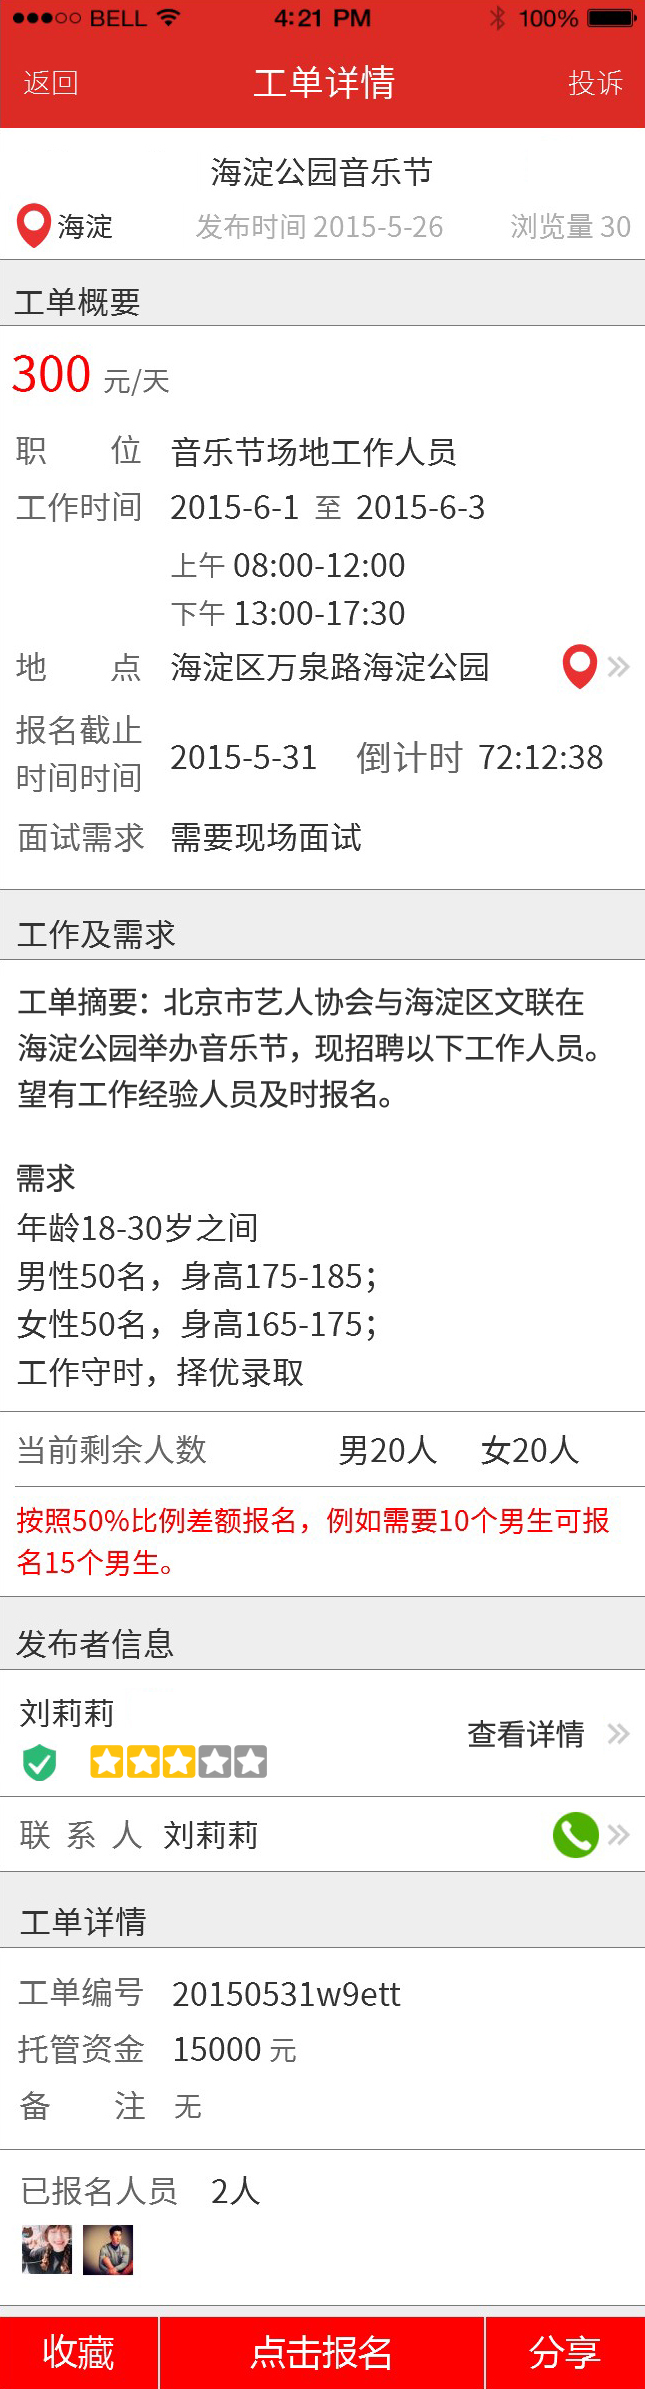 BELL 4:21 PM 100%
返回 工单详情 投诉
海淀公园音乐节
海淀 发布时间 2015-5-26 浏览量 30
工单概要
300 元/天
职 位 音乐节场地工作人员
工作时间 2015-6-1 至 2015-6-3
上午 08:00-12:00
下午 13:00-17:30
地 点 海淀区万泉路海淀公园
报名截止
时间时间 2015-5-31 倒计时 72:12:38
面试需求 需要现场面试
工作及需求
工单摘要：北京市艺人协会与海淀区文联在
海淀公园举办音乐节，现招聘以下工作人员。
望有工作经验人员及时报名。
需求
年龄18-30岁之间
男性50名，身高175-185；
女性50名，身高165-175；
工作守时，择优录取
当前剩余人数 男20人 女20人
按照50%比例差额报名，例如需要10个男生可报
名15个男生。
发布者信息
刘莉莉
查看详情
联 系 人 刘莉莉
工单详情
工单编号 20150531w9ett
托管资金 15000 元
备 注 无
已报名人员 2人
收藏 点击报名 分享